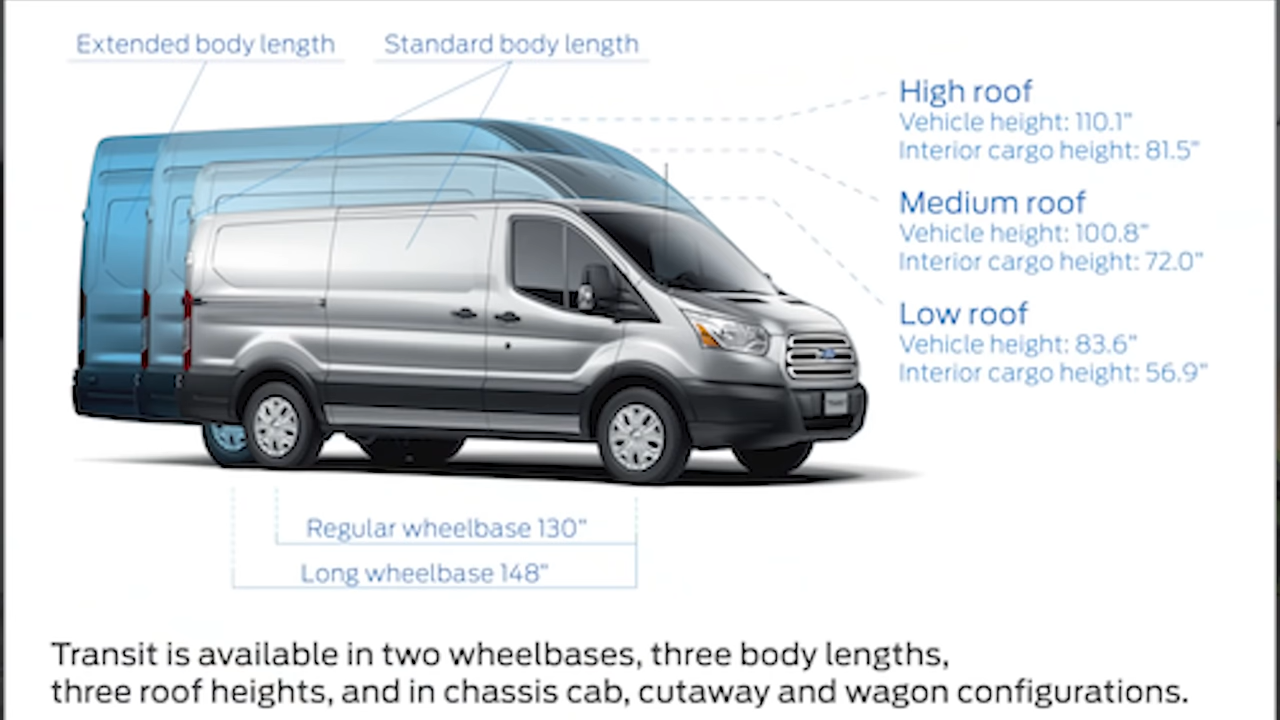 Extended body length
Standard body length
High roof
Vehicle height: 110.1"
Interior cargo height: 81.5"
Medium roof
Vehicle height: 100.8"
Interior cargo height: 72.0"
Low roof
Vehicle height: 83.6"
Interior cargo height: 56.9"
Regular wheelbase 130"
Long wheelbase 148"
Transit is available in two wheelbases, three body lengths,
three roof heights, and in chassis cab, cutaway and wagon configurations.